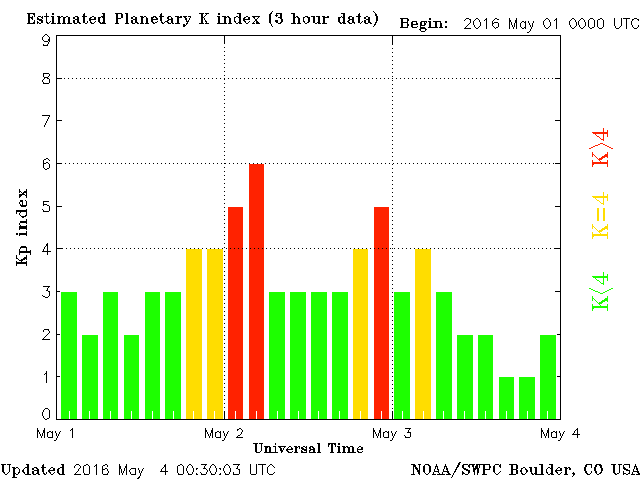 Estimated Planetary K index (3 hour data)
Begin: 2016 May 01 0000 UTC
9
8
7
6
5
4
3
2
1
0
Kp index
K>4
K=4
K<4
May 1
May 2
May 3
May 4
Universal Time
Updated 2016 May 4 00:30:03 UTC
NOAA/SWPC Boulder, CO USA